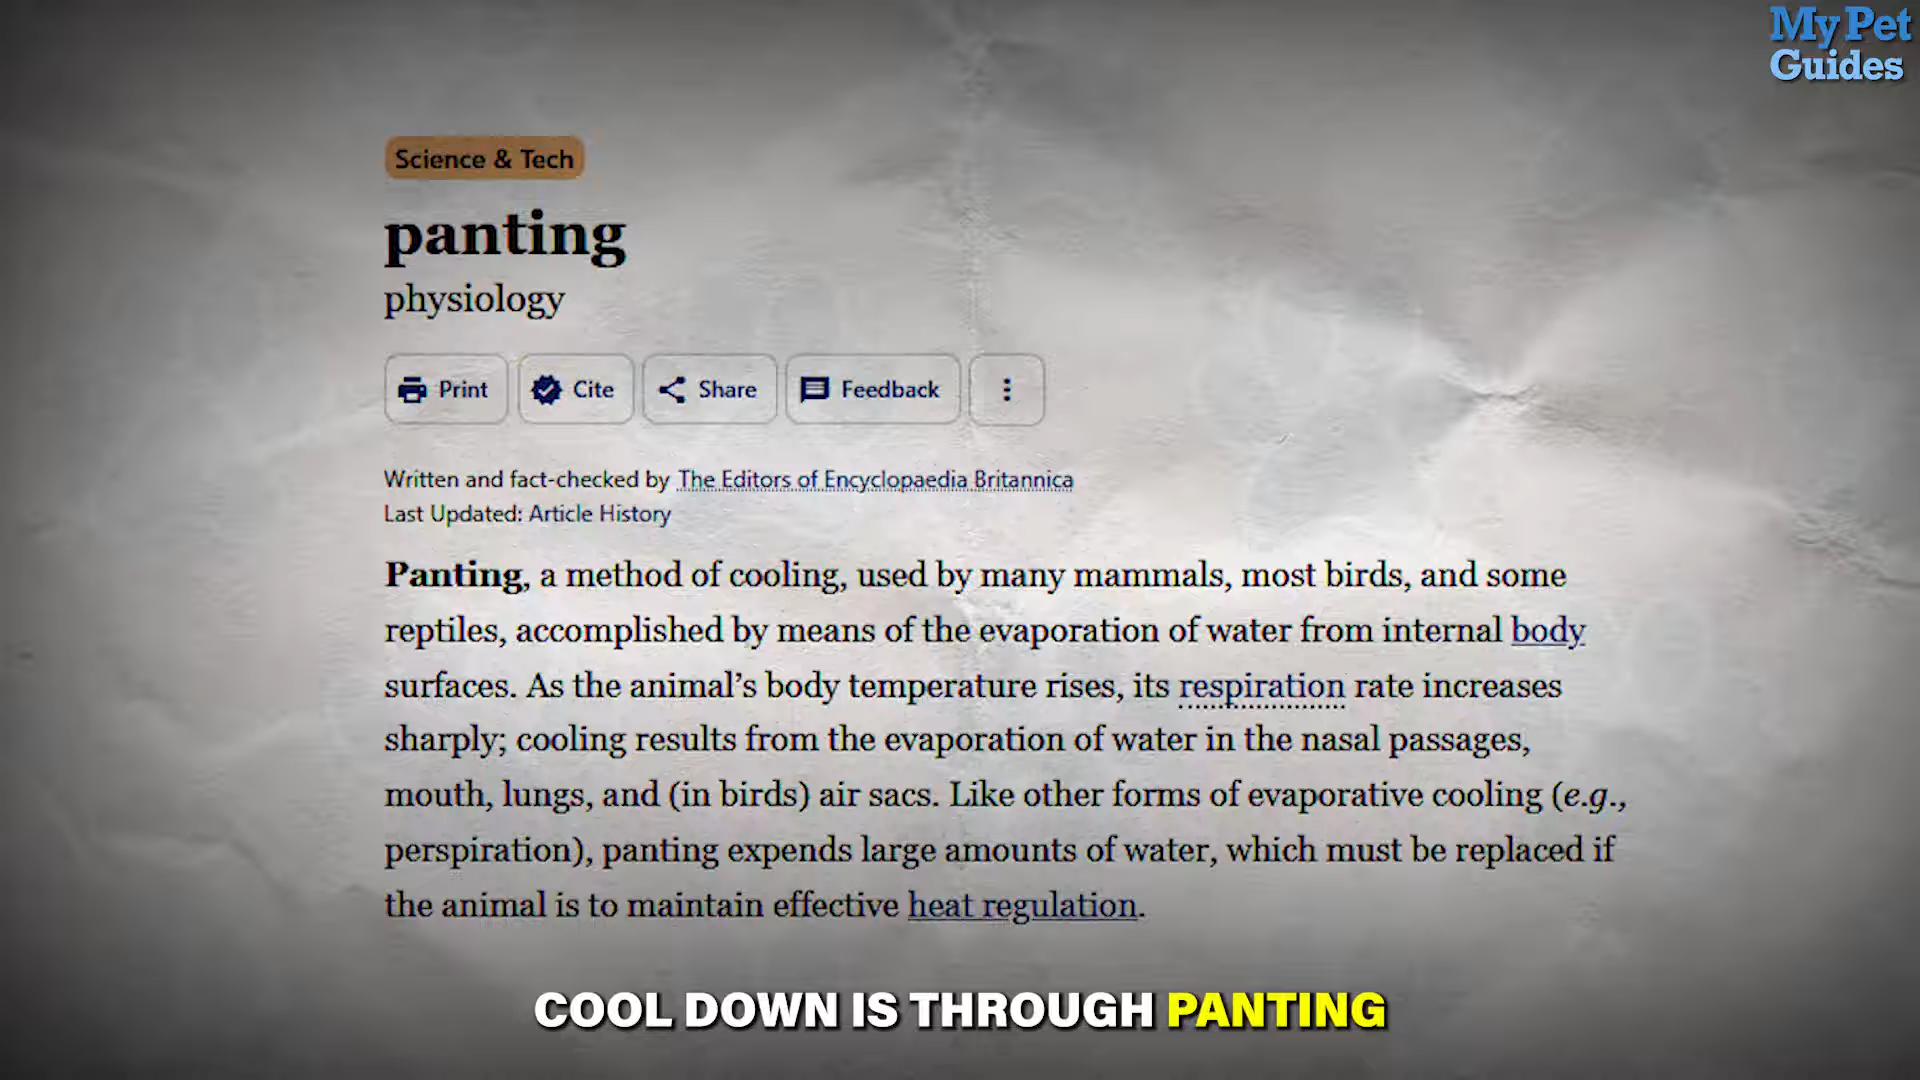 My Pet
Guides
Science & Tech
panting
physiology
Print
Cite
Share
Feedback
Written and fact-checked by The Editors of Encyclopaedia Britannica
Last Updated: Article History
Panting, a method of cooling, used by many mammals, most birds, and some
reptiles, accomplished by means of the evaporation of water from internal body
surfaces. As the animal’s body temperature rises, its respiration rate increases
sharply; cooling results from the evaporation of water in the nasal passages,
mouth, lungs, and (in birds) air sacs. Like other forms of evaporative cooling (e.g.,
perspiration), panting expends large amounts of water, which must be replaced if
the animal is to maintain effective heat regulation.
COOL DOWN IS THROUGH PANTING